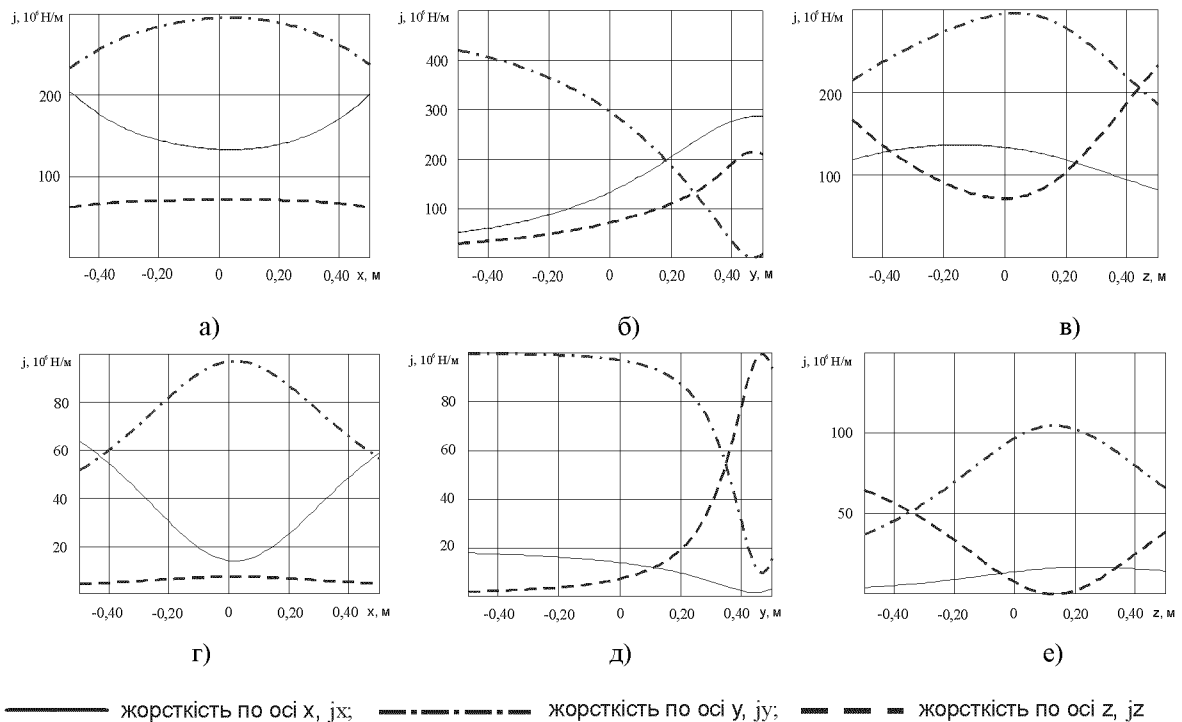 j, 10⁶ Н/м
200
100
-0,40 -0,20 0 0,20 0,40 x, м
а)
j, 10⁶ Н/м
400
300
200
100
-0,40 -0,20 0 0,20 0,40 y, м
б)
j, 10⁶ Н/м
200
100
-0,40 -0,20 0 0,20 0,40 z, м
в)
j, 10⁶ Н/м
80
60
40
20
-0,40 -0,20 0 0,20 0,40 x, м
г)
j, 10⁶ Н/м
80
60
40
20
-0,40 -0,20 0 0,20 0,40 y, м
д)
j, 10⁶ Н/м
100
50
-0,40 -0,20 0 0,20 0,40 z, м
е)
жорсткість по осі x, jx; жорсткість по осі y, jy; жорсткість по осі z, jz